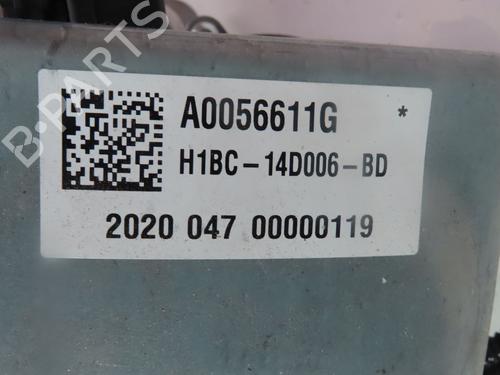 A0056611G *
H1BC-14D006-BD
2020 047 00000119
B-PARTS